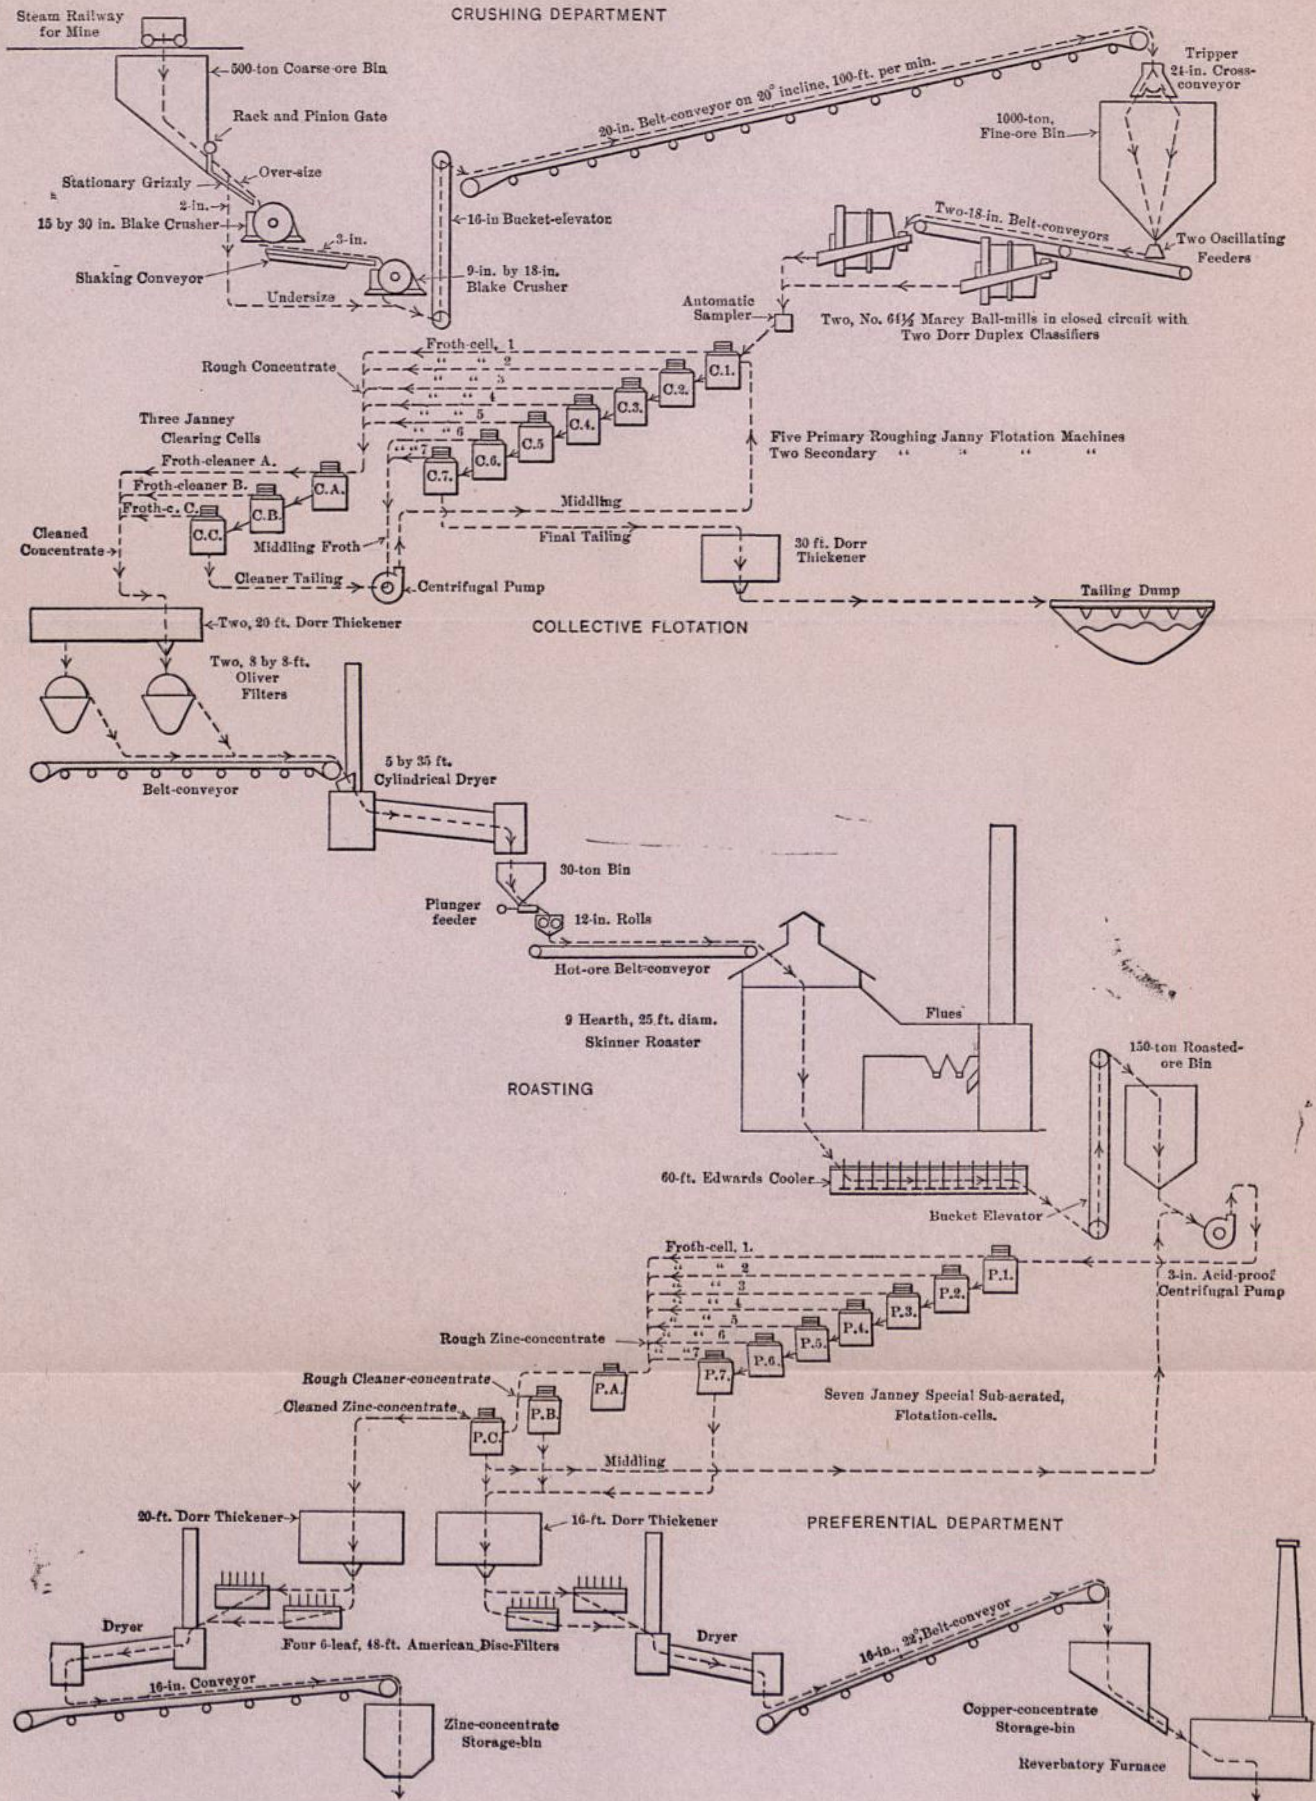 CRUSHING DEPARTMENT
Steam Railway
for Mine
500-ton Coarse-ore Bin
Rack and Pinion Gate
Over-size
Stationary Grizzly
2-in.
15 by 30 in. Blake Crusher
3-in.
Shaking Conveyor
Undersize
9-in. by 18-in.
Blake Crusher
16-in Bucket-elevator
20-in. Belt-conveyor on 20° incline, 100-ft. per min.
Tripper
24-in. Cross-
conveyor
1000-ton,
Fine-ore Bin
Two-18-in. Belt-conveyors
Two Oscillating
Feeders
Two, No. 64½ Marcy Ball-mills in closed circuit with
Two Dorr Duplex Classifiers
Automatic
Sampler
Froth-cell, 1
“ “ 2
“ “ 3
“ “ 4
“ “ 5
“ “ 6
“ “ 7
Rough Concentrate
C.1.
C.2.
C.3.
C.4.
C.5
C.6.
C.7.
Five Primary Roughing Janny Flotation Machines
Two Secondary “ “ “ “
Three Janney
Clearing Cells
Froth-cleaner A.
Froth-cleaner B.
Froth-c. C.
C.A.
C.B.
C.C.
Cleaned
Concentrate
Middling Froth
Middling
Final Tailing
Cleaner Tailing
Centrifugal Pump
30 ft. Dorr
Thickener
Tailing Dump
COLLECTIVE FLOTATION
Two, 20 ft. Dorr Thickener
Two, 8 by 8-ft.
Oliver
Filters
Belt-conveyor
5 by 35 ft.
Cylindrical Dryer
30-ton Bin
Plunger
feeder
12-in. Rolls
Hot-ore Belt-conveyor
9 Hearth, 25 ft. diam.
Skinner Roaster
Flues
ROASTING
150-ton Roasted-
ore Bin
60-ft. Edwards Cooler
Bucket Elevator
3-in. Acid-proof
Centrifugal Pump
Froth-cell, 1.
“ “ 2
“ “ 3
“ “ 4
“ “ 5
“ “ 6
“ “ 7
P.1.
P.2.
P.3.
P.4.
P.5.
P.6.
P.7.
Rough Zinc-concentrate
Rough Cleaner-concentrate
Cleaned Zinc-concentrate
P.A.
P.B.
P.C.
Seven Janney Special Sub-aerated,
Flotation-cells.
Middling
20-ft. Dorr Thickener
16-ft. Dorr Thickener
PREFERENTIAL DEPARTMENT
Dryer
Four 6-leaf, 48-ft. American Disc-Filters
Dryer
16-in. Conveyor
Zinc-concentrate
Storage-bin
16-in., 22°, Belt-conveyor
Copper-concentrate
Storage-bin
Reverbatory Furnace